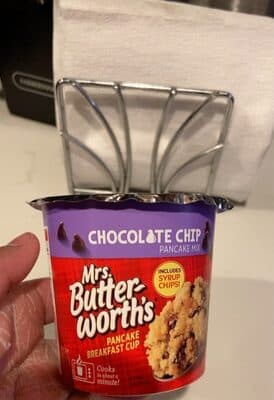 CHOCOLATE CHIP
PANCAKE MIX
Mrs.
Butter-
worth's
INCLUDES
SYRUP
CHIPS!
PANCAKE
BREAKFAST CUP
Cooks
in about a
minute!